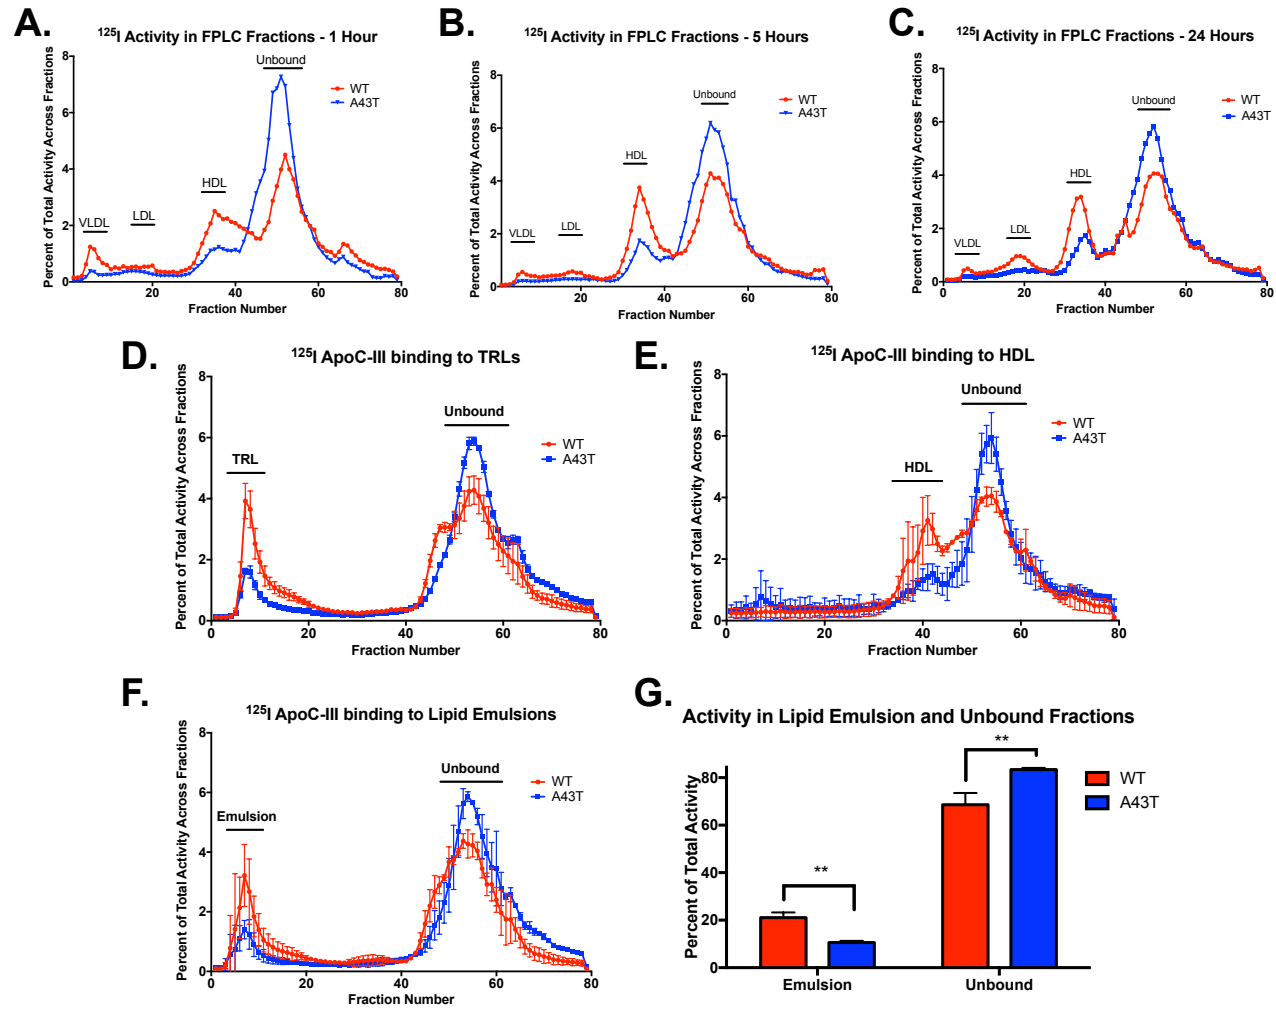 A.
¹²⁵I Activity in FPLC Fractions - 1 Hour
Percent of Total Activity Across Fractions
8
6
4
2
0
20
40
60
80
Fraction Number
VLDL
LDL
HDL
Unbound
WT
A43T
B.
¹²⁵I Activity in FPLC Fractions - 5 Hours
Percent of Total Activity Across Fractions
8
6
4
2
0
20
40
60
80
Fraction Number
VLDL
LDL
HDL
Unbound
WT
A43T
C.
¹²⁵I Activity in FPLC Fractions - 24 Hours
Percent of Total Activity Across Fractions
8
6
4
2
0
0
20
40
60
80
Fraction Number
VLDL
LDL
HDL
Unbound
WT
A43T
D.
¹²⁵I ApoC-III binding to TRLs
Percent of Total Activity Across Fractions
8
6
4
2
0
0
20
40
60
80
Fraction Number
TRL
Unbound
WT
A43T
E.
¹²⁵I ApoC-III binding to HDL
Percent of Total Activity Across Fractions
8
6
4
2
0
0
20
40
60
80
Fraction Number
HDL
Unbound
WT
A43T
F.
¹²⁵I ApoC-III binding to Lipid Emulsions
Percent of Total Activity Across Fractions
8
6
4
2
0
0
20
40
60
80
Fraction Number
Emulsion
Unbound
WT
A43T
G.
Activity in Lipid Emulsion and Unbound Fractions
Percent of Total Activity
80
60
40
20
0
**
**
Emulsion
Unbound
WT
A43T